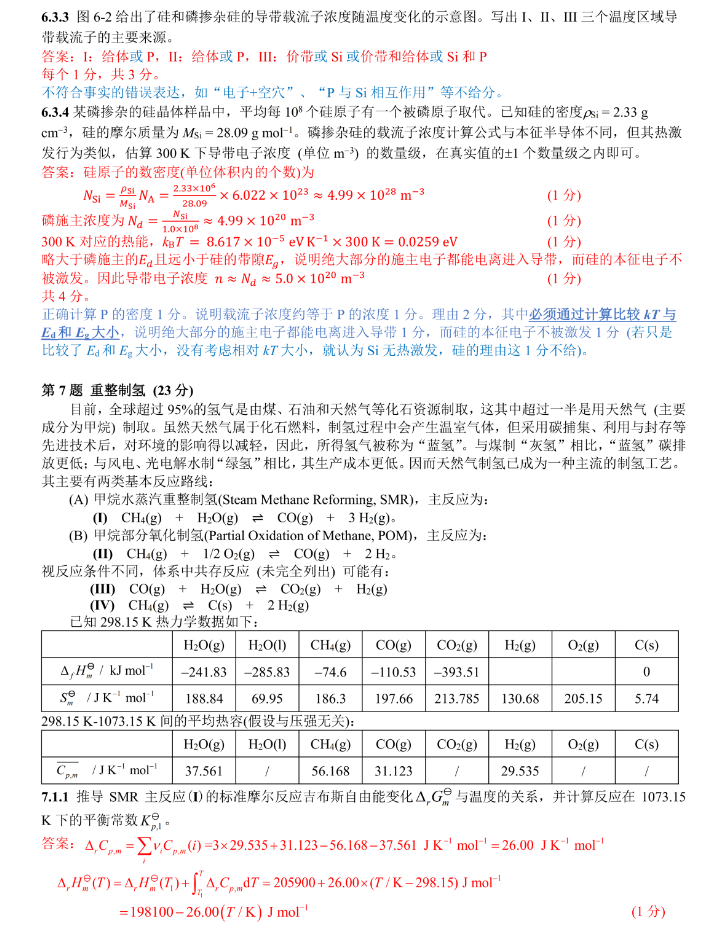 6.3.3 图 6-2 给出了硅和磷掺杂硅的导带载流子浓度随温度变化的示意图。写出 I、II、III 三个温度区域导
带载流子的主要来源。
答案：I：给体或 P，II：给体或 P，III：价带或 Si 或价带和给体或 Si 和 P
每个 1 分，共 3 分。
不符合事实的错误表达，如“电子+空穴”、“P 与 Si 相互作用”等不给分。
6.3.4 某磷掺杂的硅晶体样品中，平均每 10⁸ 个硅原子有一个被磷原子取代。已知硅的密度ρSi = 2.33 g
cm⁻³，硅的摩尔质量为 MSi = 28.09 g mol⁻¹。磷掺杂硅的载流子浓度计算公式与本征半导体不同，但其热激
发行为类似，估算 300 K 下导带电子浓度 (单位 m⁻³) 的数量级，在真实值的±1 个数量级之内即可。
答案：硅原子的数密度(单位体积内的个数)为
N_Si = ρ_Si/M_Si N_A = 2.33×10⁶/28.09 × 6.022 × 10²³ ≈ 4.99 × 10²⁸ m⁻³ (1 分)
磷施主浓度为 N_d = N_Si/1.0×10⁸ ≈ 4.99 × 10²⁰ m⁻³ (1 分)
300 K 对应的热能，k_BT = 8.617 × 10⁻⁵ eV K⁻¹ × 300 K = 0.0259 eV (1 分)
略大于磷施主的E_d且远小于硅的带隙E_g，说明绝大部分的施主电子都能电离进入导带，而硅的本征电子不
被激发。因此导带电子浓度 n ≈ N_d ≈ 5.0 × 10²⁰ m⁻³ (1 分)
共 4 分。
正确计算 P 的密度 1 分。说明载流子浓度约等于 P 的浓度 1 分。理由 2 分，其中必须通过计算比较 kT 与
E_d 和 E_g 大小，说明绝大部分的施主电子都能电离进入导带 1 分，而硅的本征电子不被激发 1 分 (若只是
比较了 E_d 和 E_g 大小，没有考虑相对 kT 大小，就认为 Si 无热激发，硅的理由这 1 分不给)。
第 7 题 重整制氢 (23 分)
目前，全球超过 95%的氢气是由煤、石油和天然气等化石资源制取，这其中超过一半是用天然气 (主要
成分为甲烷) 制取。虽然天然气属于化石燃料，制氢过程中会产生温室气体，但采用碳捕集、利用与封存等
先进技术后，对环境的影响得以减轻，因此，所得氢气被称为“蓝氢”。与煤制“灰氢”相比，“蓝氢”碳排
放更低；与风电、光电解水制“绿氢”相比，其生产成本更低。因而天然气制氢已成为一种主流的制氢工艺。
其主要有两类基本反应路线：
(A) 甲烷水蒸汽重整制氢(Steam Methane Reforming, SMR)，主反应为：
(I) CH₄(g) + H₂O(g) ⇌ CO(g) + 3 H₂(g)。
(B) 甲烷部分氧化制氢(Partial Oxidation of Methane, POM)，主反应为：
(II) CH₄(g) + 1/2 O₂(g) ⇌ CO(g) + 2 H₂。
视反应条件不同，体系中共存反应 (未完全列出) 可能有：
(III) CO(g) + H₂O(g) ⇌ CO₂(g) + H₂(g)
(IV) CH₄(g) ⇌ C(s) + 2 H₂(g)
已知 298.15 K 热力学数据如下：
H₂O(g) H₂O(l) CH₄(g) CO(g) CO₂(g) H₂(g) O₂(g) C(s)
Δ_fH_m^⊖ / kJ mol⁻¹ −241.83 −285.83 −74.6 −110.53 −393.51 0
S_m^⊖ / J K⁻¹ mol⁻¹ 188.84 69.95 186.3 197.66 213.785 130.68 205.15 5.74
298.15 K-1073.15 K 间的平均热容(假设与压强无关)：
H₂O(g) H₂O(l) CH₄(g) CO(g) CO₂(g) H₂(g) O₂(g) C(s)
C̅_p,m / J K⁻¹ mol⁻¹ 37.561 / 56.168 31.123 / 29.535 / /
7.1.1 推导 SMR 主反应(I)的标准摩尔反应吉布斯自由能变化Δ_rG_m^⊖ 与温度的关系，并计算反应在 1073.15
K 下的平衡常数K_p,1^⊖。
答案：Δ_rC_p,m = ∑_i ν_iC_p,m(i) =3×29.535+31.123−56.168−37.561 J K⁻¹ mol⁻¹ = 26.00 J K⁻¹ mol⁻¹
Δ_rH_m^⊖(T) = Δ_rH_m^⊖(T₁)+∫_{T₁}^T Δ_rC_p,m dT = 205900+26.00×(T / K−298.15) J mol⁻¹
=198100−26.00(T / K) J mol⁻¹ (1 分)